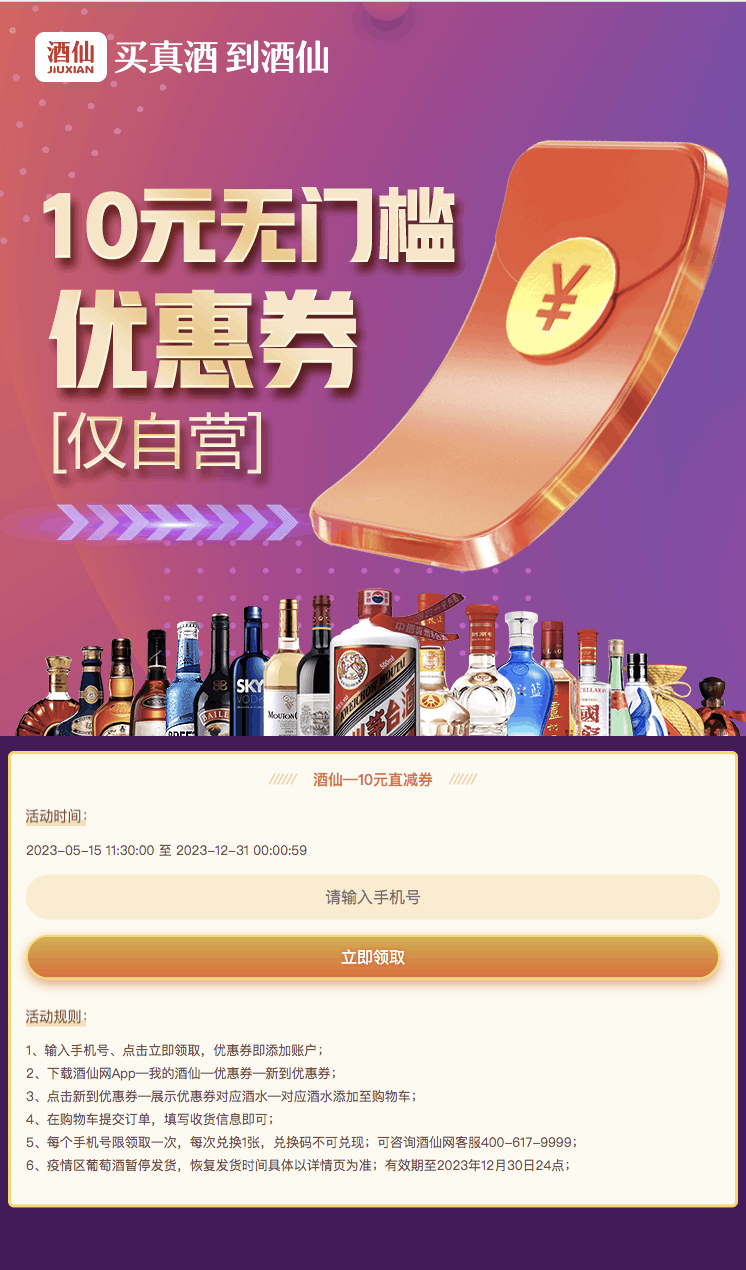 酒仙
JIUXIAN
买真酒 到酒仙
10元无门槛
优惠券
[仅自营]
SKY
VODK
BAILE
MOUTON
KWEICHOW MOUTAI
酒仙—10元直减券
活动时间：
2023-05-15 11:30:00 至 2023-12-31 00:00:59
请输入手机号
立即领取
活动规则：
1、输入手机号、点击立即领取，优惠券即添加账户；
2、下载酒仙网App—我的酒仙—优惠券—新到优惠券；
3、点击新到优惠券—展示优惠券对应酒水—对应酒水添加至购物车；
4、在购物车提交订单，填写收货信息即可；
5、每个手机号限领取一次，每次兑换1张，兑换码不可兑现；可咨询酒仙网客服400-617-9999；
6、疫情区葡萄酒暂停发货，恢复发货时间具体以详情页为准；有效期至2023年12月30日24点；